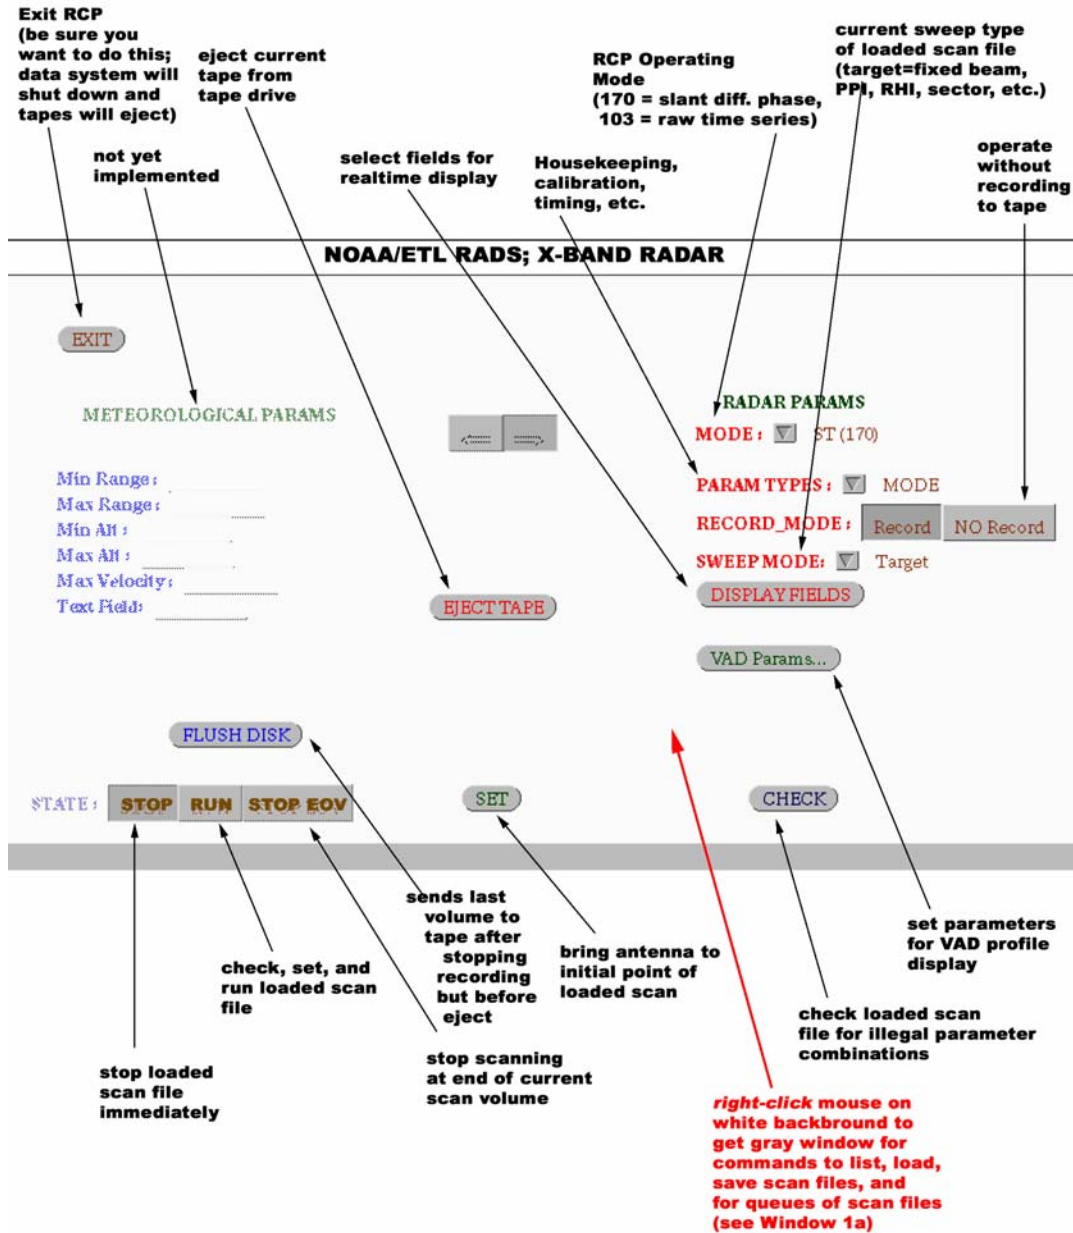 Exit RCP
(be sure you
want to do this;
data system will
shut down and
tapes will eject)
eject current
tape from
tape drive
RCP Operating
Mode
(170 = slant diff. phase,
103 = raw time series)
current sweep type
of loaded scan file
(target=fixed beam,
PPI, RHI, sector, etc.)
not yet
implemented
select fields for
realtime display
Housekeeping,
calibration,
timing, etc.
operate
without
recording
to tape
NOAA/ETL RADS; X-BAND RADAR
EXIT
METEOROLOGICAL PARAMS
Min Range:
Max Range:
Min Alt :
Max Alt :
Max Velocity:
Text Field:
<==== ====>
EJECT TAPE
RADAR PARAMS
MODE : ST (170)
PARAM TYPES : MODE
RECORD_MODE : Record NO Record
SWEEP MODE: Target
DISPLAY FIELDS
VAD Params...
FLUSH DISK
STATE : STOP RUN STOP EOV
SET
CHECK
sends last
volume to
tape after
stopping
recording
but before
eject
check, set, and
run loaded scan
file
bring antenna to
initial point of
loaded scan
set parameters
for VAD profile
display
check loaded scan
file for illegal parameter
combinations
stop loaded
scan file
immediately
stop scanning
at end of current
scan volume
right-click mouse on
white backbround to
get gray window for
commands to list, load,
save scan files, and
for queues of scan files
(see Window 1a)